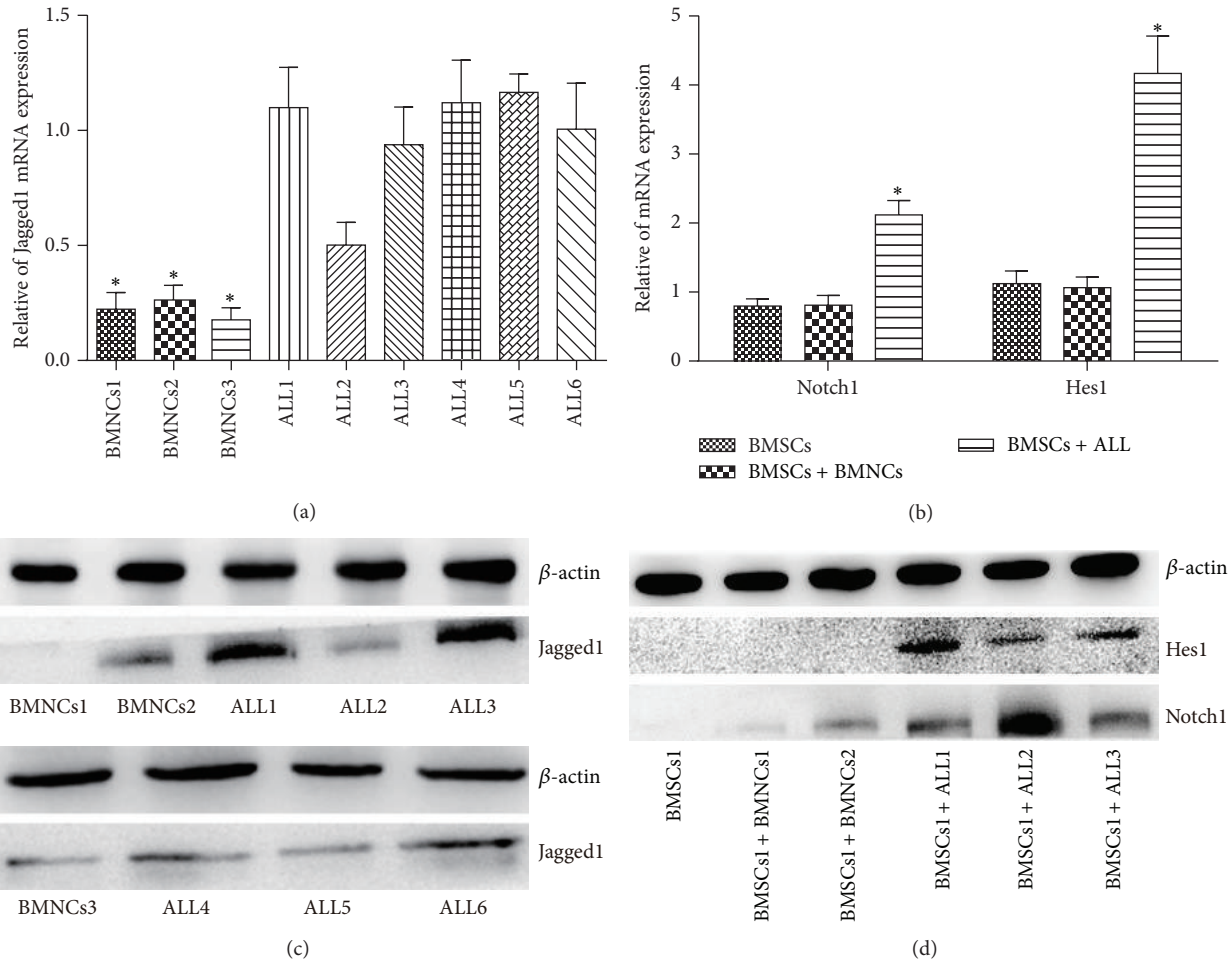 Relative of Jagged1 mRNA expression
1.5
1.0
0.5
0.0
*
*
*
BMNCs1
BMNCs2
BMNCs3
ALL1
ALL2
ALL3
ALL4
ALL5
ALL6
(a)
Relative of mRNA expression
5
4
3
2
1
0
*
*
Notch1
Hes1
BMSCs
BMSCs + BMNCs
BMSCs + ALL
(b)
β-actin
Jagged1
BMNCs1 BMNCs2 ALL1 ALL2 ALL3
β-actin
Jagged1
BMNCs3 ALL4 ALL5 ALL6
(c)
β-actin
Hes1
Notch1
BMSCs1
BMSCs1 + BMNCs1
BMSCs1 + BMNCs2
BMSCs1 + ALL1
BMSCs1 + ALL2
BMSCs1 + ALL3
(d)